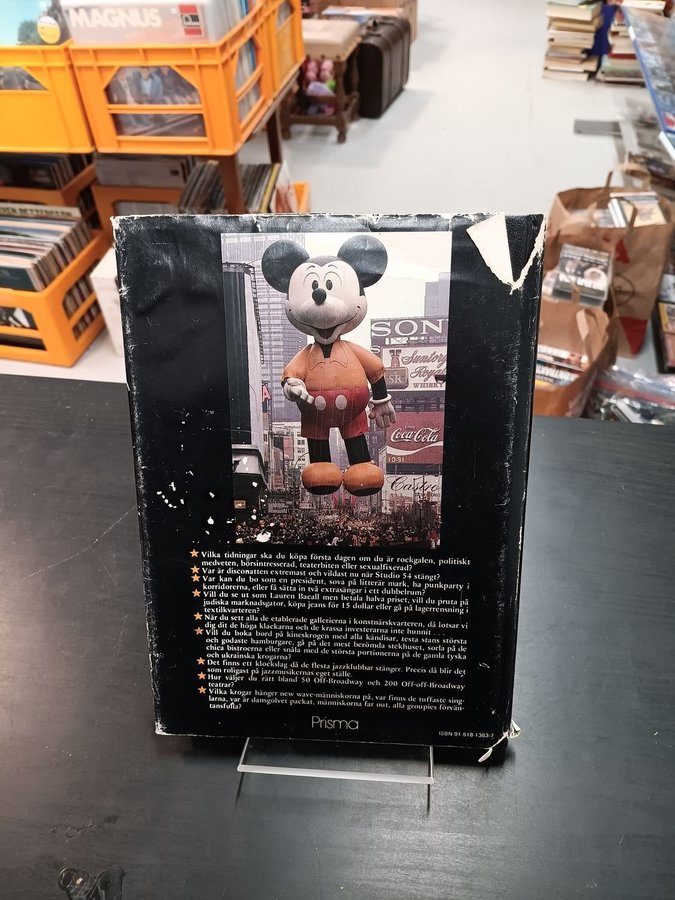 MAGNUS
SON
Suntory
Royal
SR
WHISKY
Coca-Cola
Castro
★ Vilka tidningar ska du köpa första dagen om du är rockgalen, politiskt
medveten, börsintresserad, teaterbiten eller sexualfixerad?
★ Var är disconatten extremast och vildast nu när Studio 54 stängt?
★ Var kan du bo som en president, sova på litterär mark, ha punkparty i
korridorerna, eller få sätta in två extrasängar i ett dubbelrum?
★ Vill du se ut som Lauren Bacall men betala halva priset, vill du pruta på
judiska marknadsgator, köpa jeans för 15 dollar eller gå på lagerrensning i
textilkvarteren?
★ När du sett alla de etablerade gallerierna i konstnärskvarteren, då lotsar vi
dig dit de höga klackarna och de krassa investerarna inte hunnit . . .
★ Vill du boka bord på kineskrogen med alla kändisar, testa stans största
och godaste hamburgare, gå på det mest berömda stekhuset, sorla på de
chica bistroerna eller snåla med de största portionerna på de gamla tyska
och ukrainska krogarna?
★ Det finns ett klockslag då de flesta jazzklubbar stänger. Precis då blir det
som roligast på jazzmusikernas eget ställe.
★ Hur väljer du rätt bland 50 Off-Broadway och 200 Off-off-Broadway
teatrar?
★ Vilka krogar hänger new wave-människorna på, var finns de tuffaste sing-
larna, var är dansgolvet packat, människorna far out, alla groupies förvän-
tansfulla?
Prisma
ISBN 91-518-1363-7